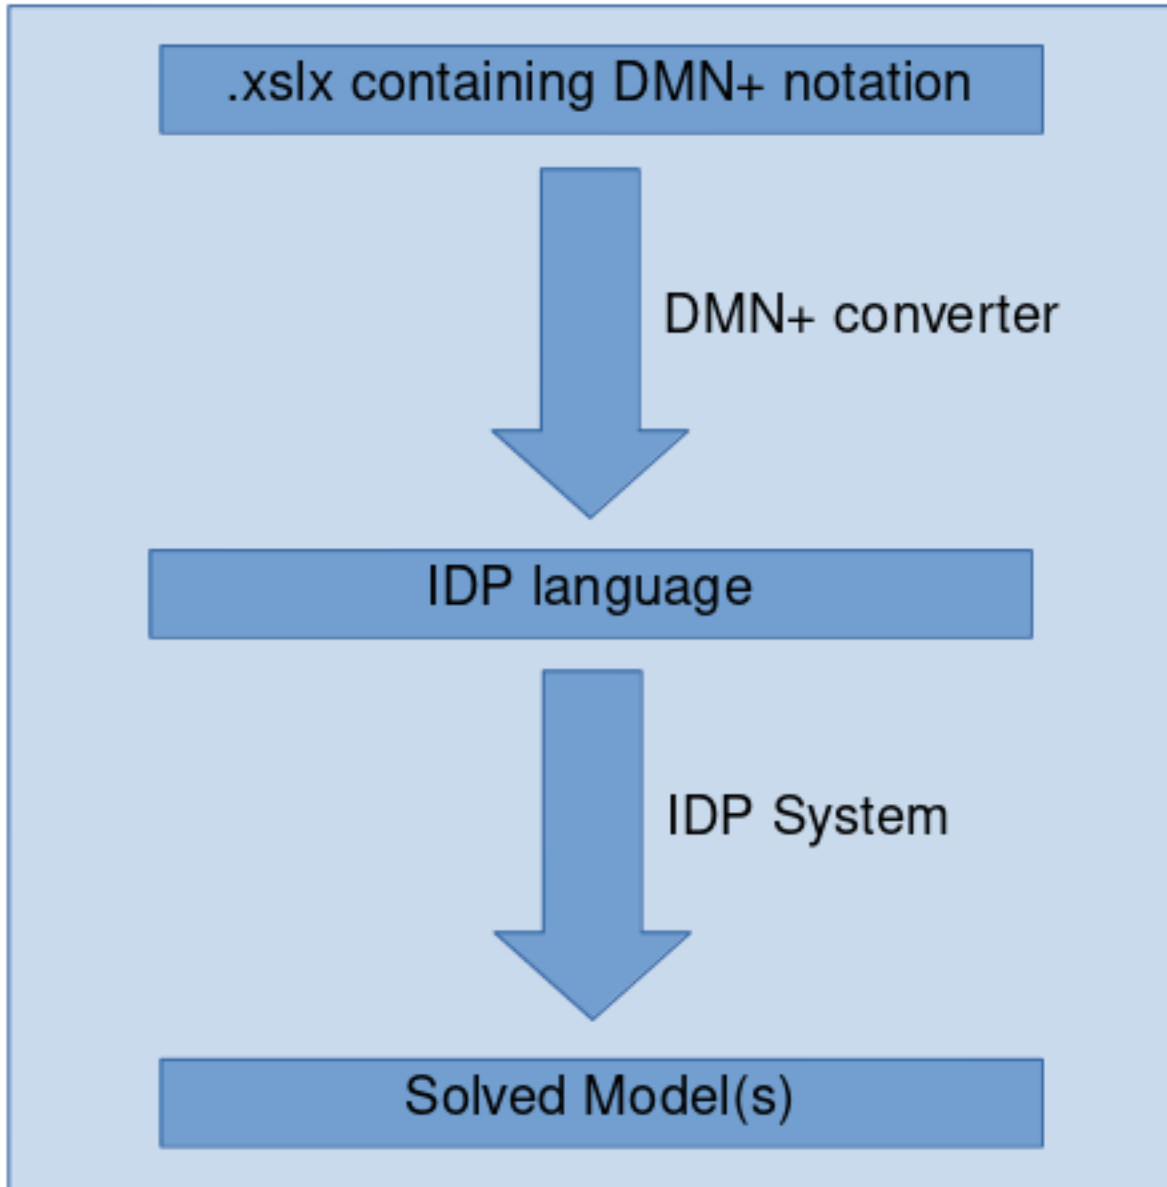 .xslx containing DMN+ notation
DMN+ converter
IDP language
IDP System
Solved Model(s)